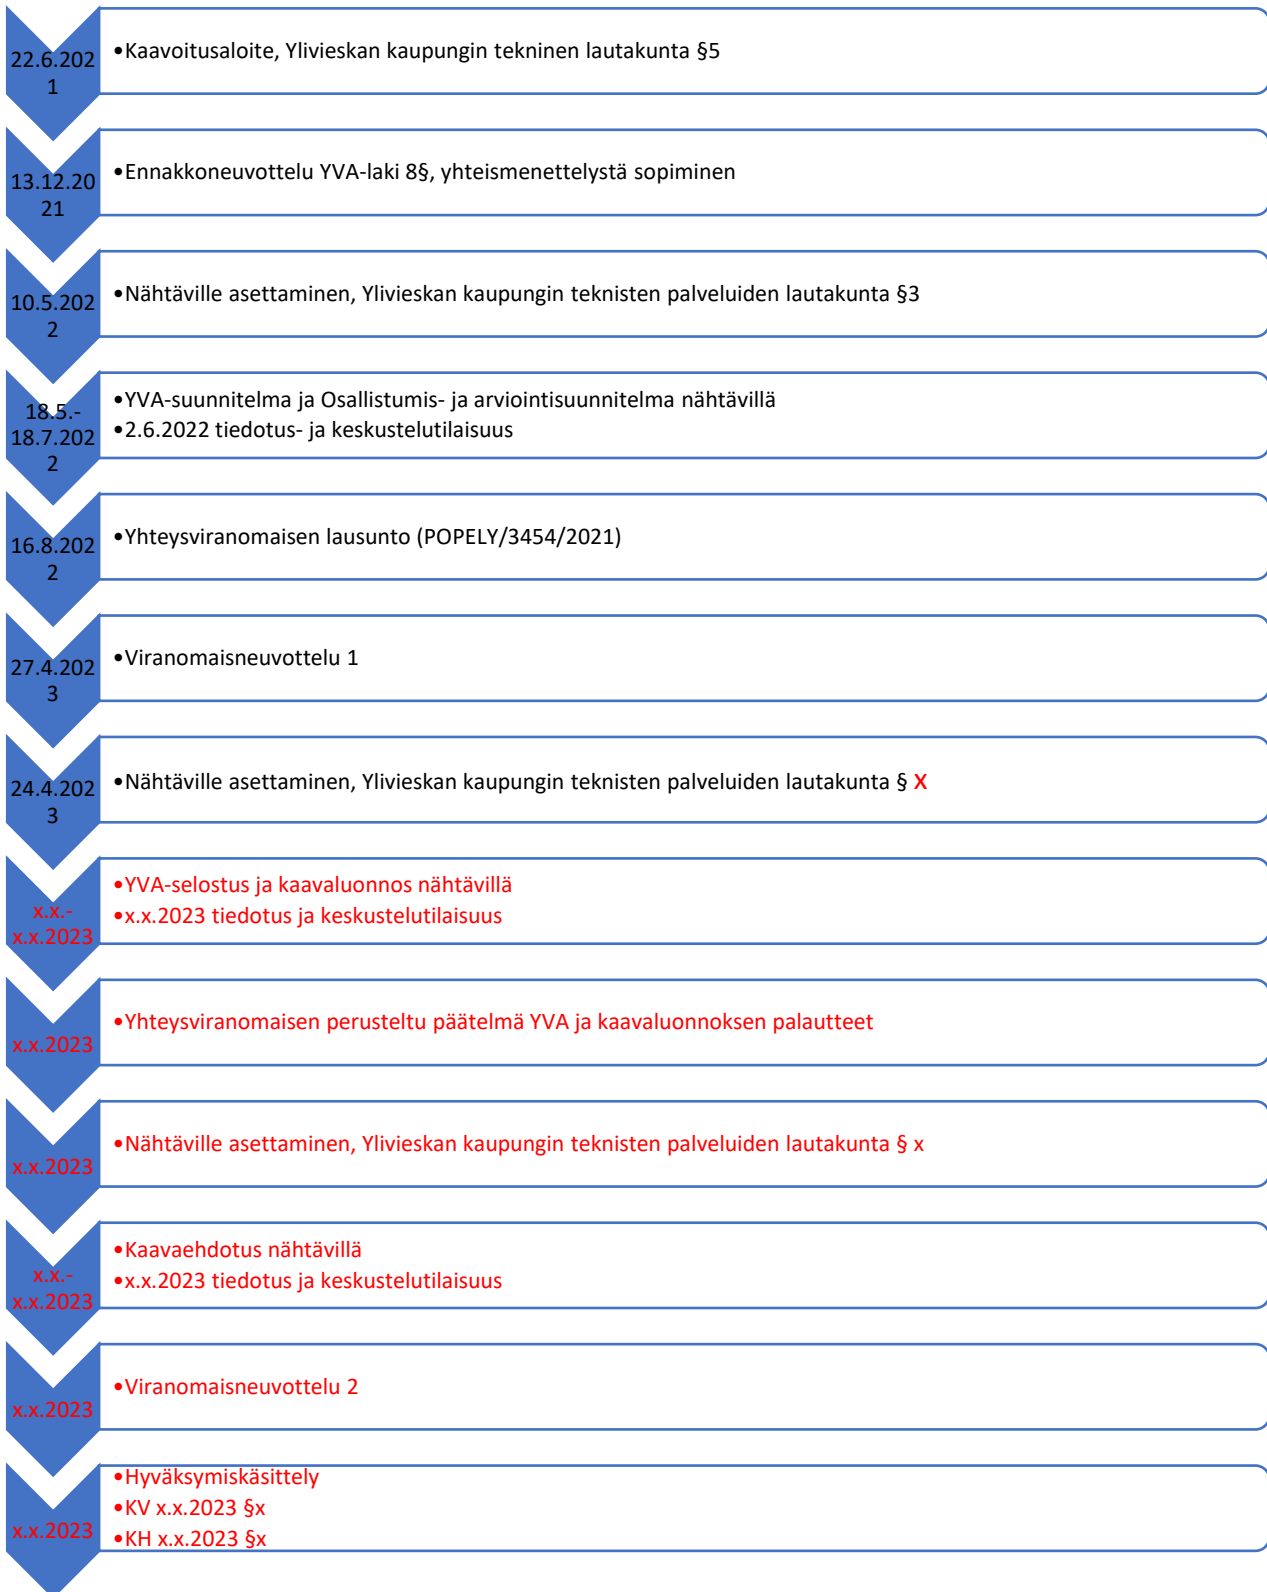 22.6.202
1
•Kaavoitusaloite, Ylivieskan kaupungin tekninen lautakunta §5
13.12.20
21
•Ennakkoneuvottelu YVA-laki 8§, yhteismenettelystä sopiminen
10.5.202
2
•Nähtäville asettaminen, Ylivieskan kaupungin teknisten palveluiden lautakunta §3
18.5.-
18.7.202
2
•YVA-suunnitelma ja Osallistumis- ja arviointisuunnitelma nähtävillä
•2.6.2022 tiedotus- ja keskustelutilaisuus
16.8.202
2
•Yhteysviranomaisen lausunto (POPELY/3454/2021)
27.4.202
3
•Viranomaisneuvottelu 1
24.4.202
3
•Nähtäville asettaminen, Ylivieskan kaupungin teknisten palveluiden lautakunta § X
x.x.-
x.x.2023
•YVA-selostus ja kaavaluonnos nähtävillä
•x.x.2023 tiedotus ja keskustelutilaisuus
x.x.2023
•Yhteysviranomaisen perusteltu päätelmä YVA ja kaavaluonnoksen palautteet
x.x.2023
•Nähtäville asettaminen, Ylivieskan kaupungin teknisten palveluiden lautakunta § x
x.x.-
x.x.2023
•Kaavaehdotus nähtävillä
•x.x.2023 tiedotus ja keskustelutilaisuus
x.x.2023
•Viranomaisneuvottelu 2
x.x.2023
•Hyväksymiskäsittely
•KV x.x.2023 §x
•KH x.x.2023 §x